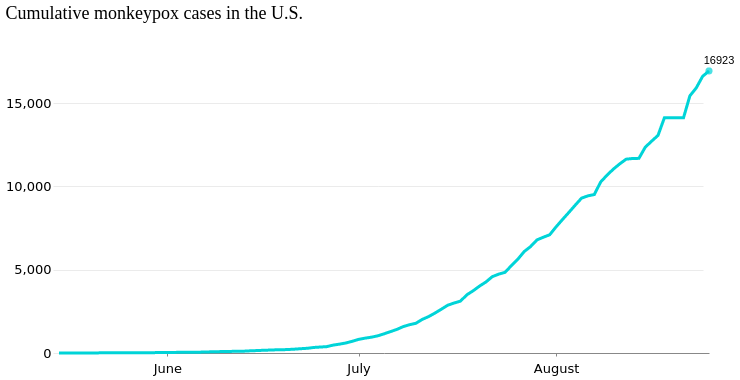 Cumulative monkeypox cases in the U.S.
16923
15,000
10,000
5,000
0
June July August